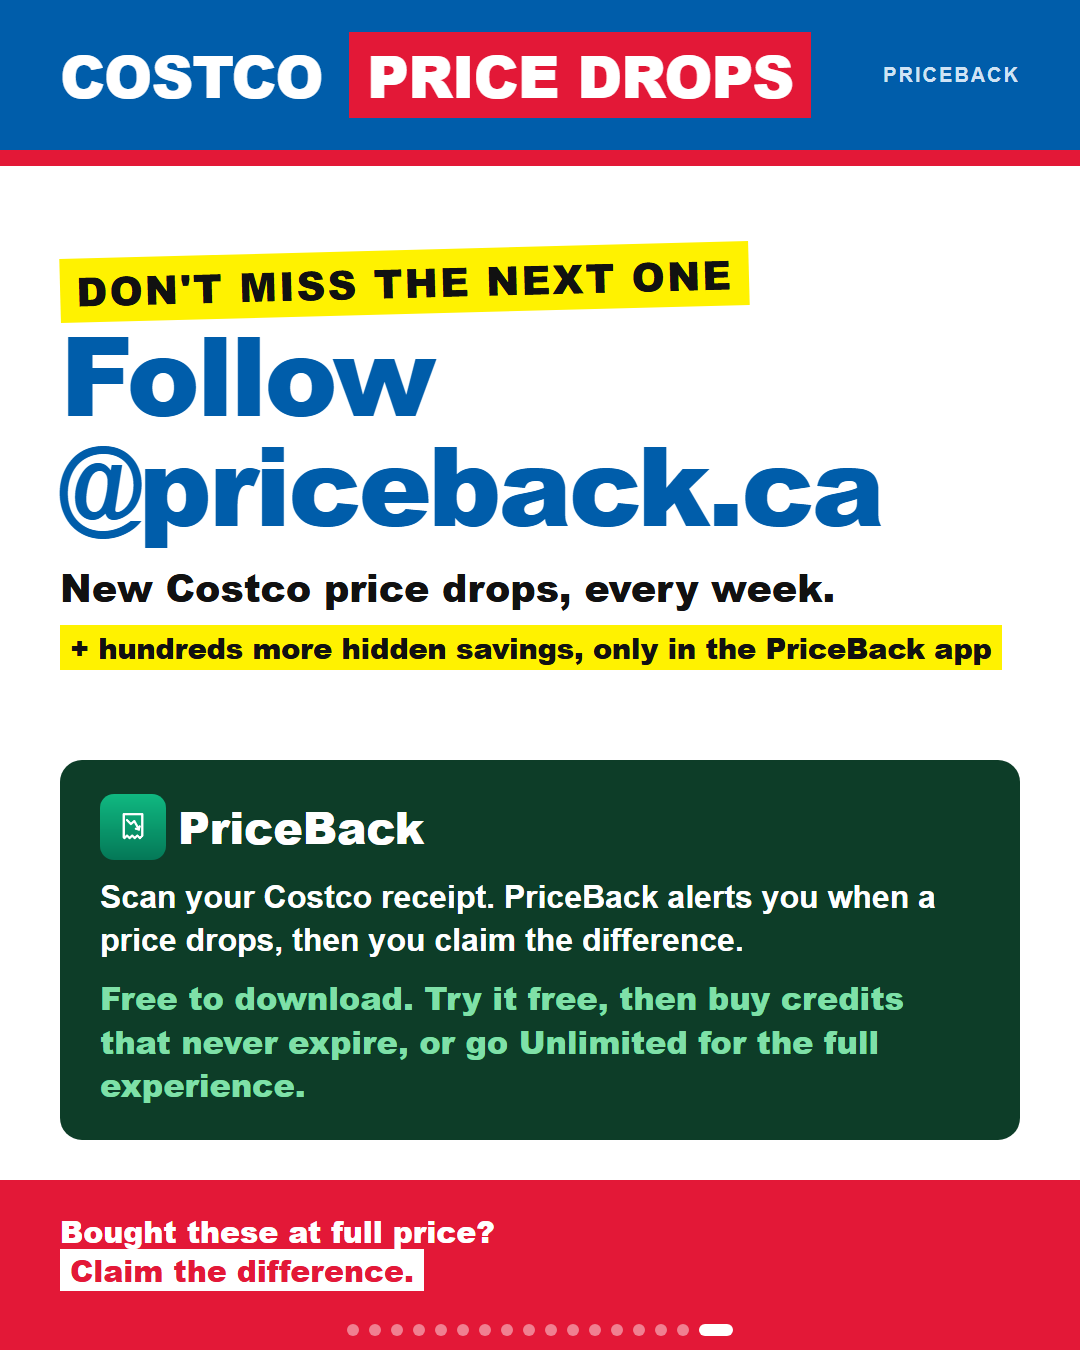 COSTCO PRICE DROPS
PRICEBACK
DON'T MISS THE NEXT ONE
Follow
@priceback.ca
New Costco price drops, every week.
+ hundreds more hidden savings, only in the PriceBack app
PriceBack
Scan your Costco receipt. PriceBack alerts you when a
price drops, then you claim the difference.
Free to download. Try it free, then buy credits
that never expire, or go Unlimited for the full
experience.
Bought these at full price?
Claim the difference.